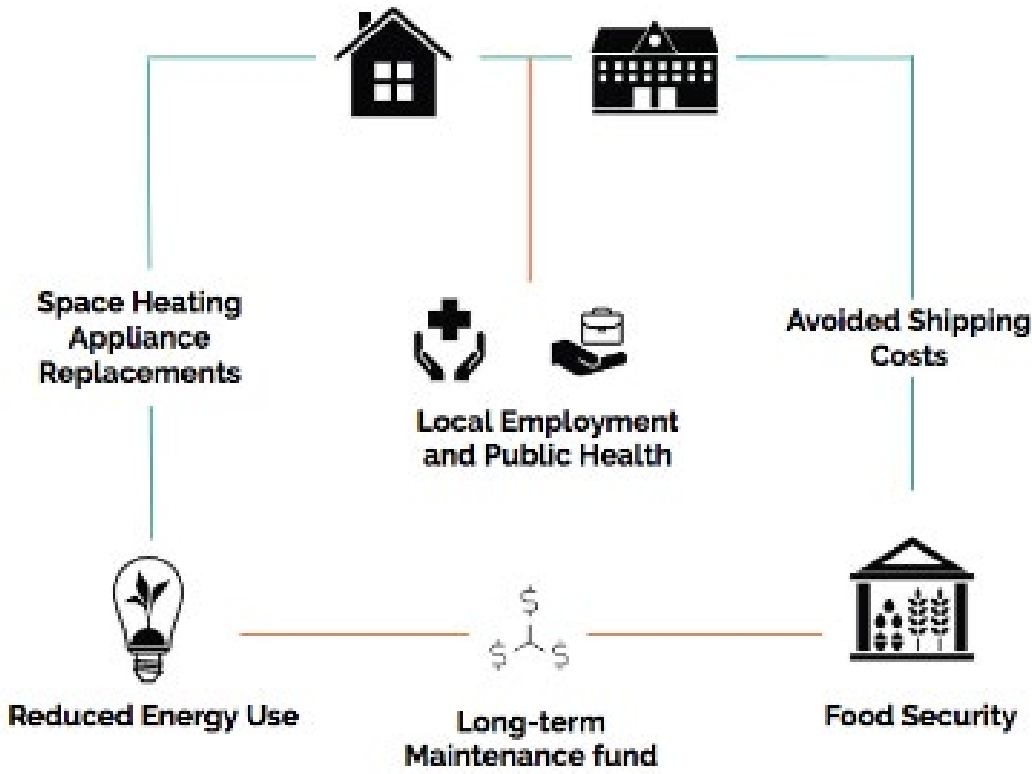 Space Heating
Appliance
Replacements
Avoided Shipping
Costs
Local Employment
and Public Health
$
$ $
Reduced Energy Use
Long-term
Maintenance fund
Food Security